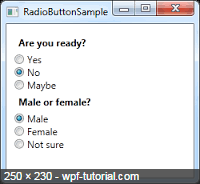 RadioButtonSample
Are you ready?
Yes
No
Maybe
Male or female?
Male
Female
Not sure
250 × 230 - wpf-tutorial.com